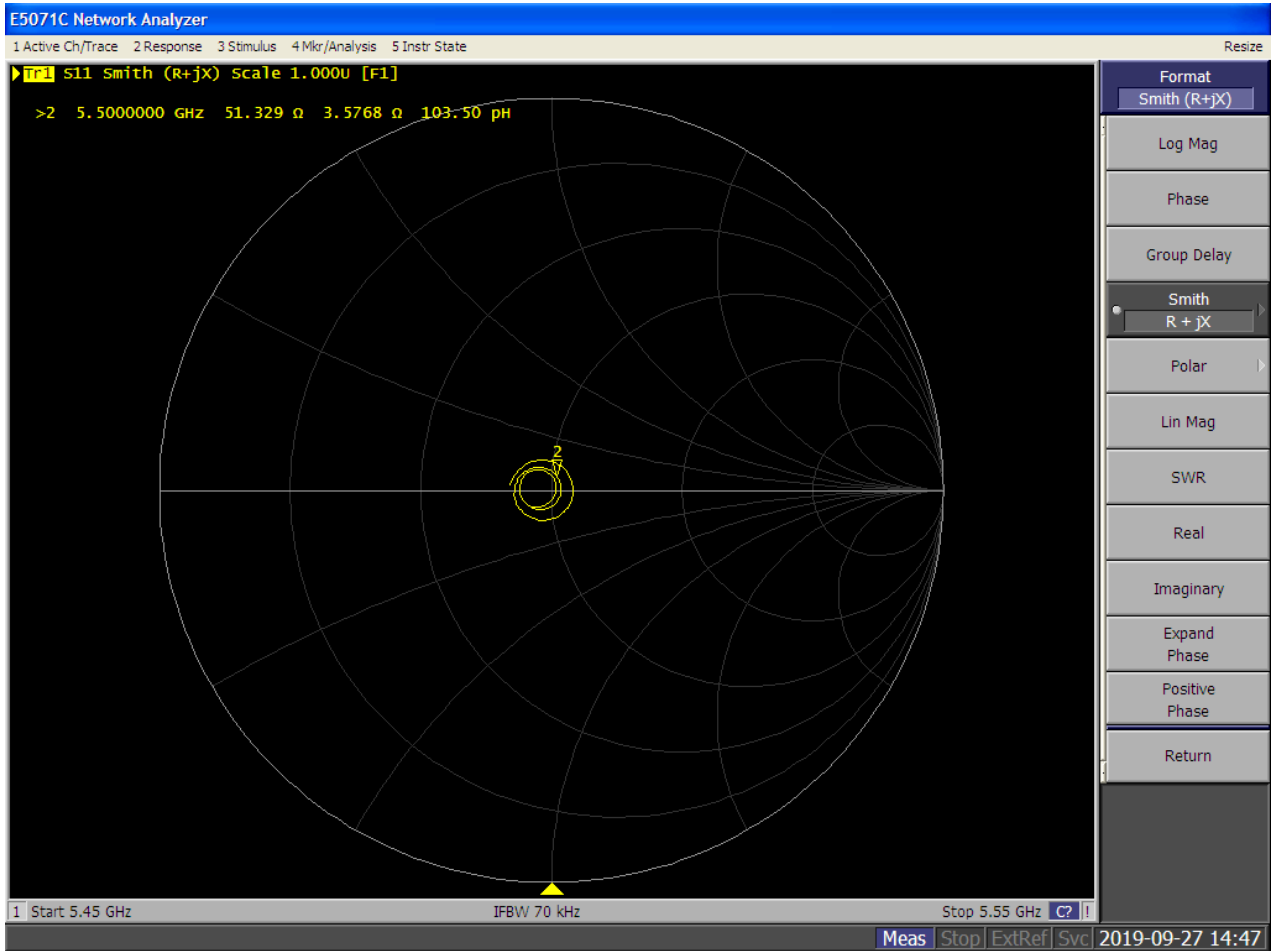 E5071C Network Analyzer
1 Active Ch/Trace 2 Response 3 Stimulus 4 Mkr/Analysis 5 Instr State Resize
Tr1 S11 Smith (R+jX) Scale 1.000U [F1]
>2 5.5000000 GHz 51.329 Ω 3.5768 Ω 103.50 pH
2
Format
Smith (R+jX)
Log Mag
Phase
Group Delay
Smith
R + jX
Polar
Lin Mag
SWR
Real
Imaginary
Expand
Phase
Positive
Phase
Return
1 Start 5.45 GHz IFBW 70 kHz Stop 5.55 GHz C? !
Meas Stop ExtRef Svc 2019-09-27 14:47